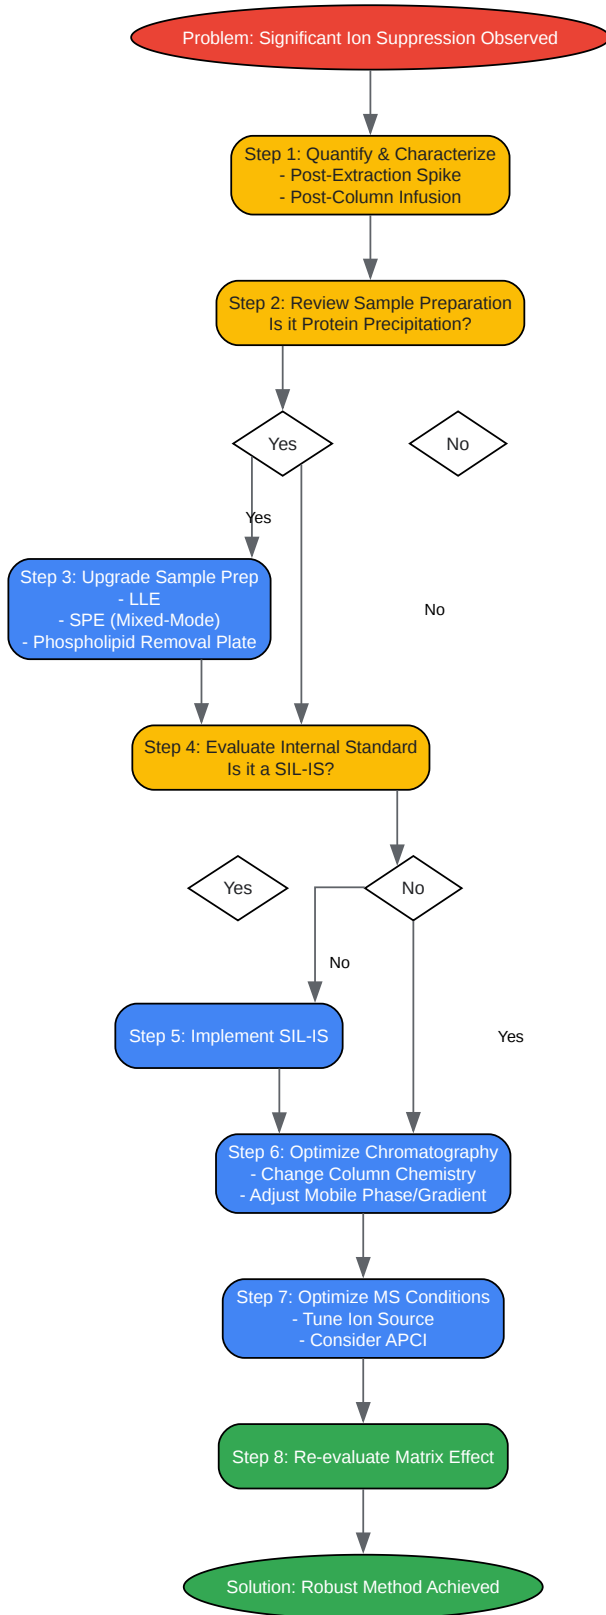 Problem: Significant Ion Suppression Observed
Step 1: Quantify & Characterize
- Post-Extraction Spike
- Post-Column Infusion
Step 2: Review Sample Preparation
Is it Protein Precipitation?
Yes
No
Yes
Step 3: Upgrade Sample Prep
- LLE
- SPE (Mixed-Mode)
- Phospholipid Removal Plate
No
Step 4: Evaluate Internal Standard
Is it a SIL-IS?
Yes
No
No
Step 5: Implement SIL-IS
Yes
Step 6: Optimize Chromatography
- Change Column Chemistry
- Adjust Mobile Phase/Gradient
Step 7: Optimize MS Conditions
- Tune Ion Source
- Consider APCI
Step 8: Re-evaluate Matrix Effect
Solution: Robust Method Achieved